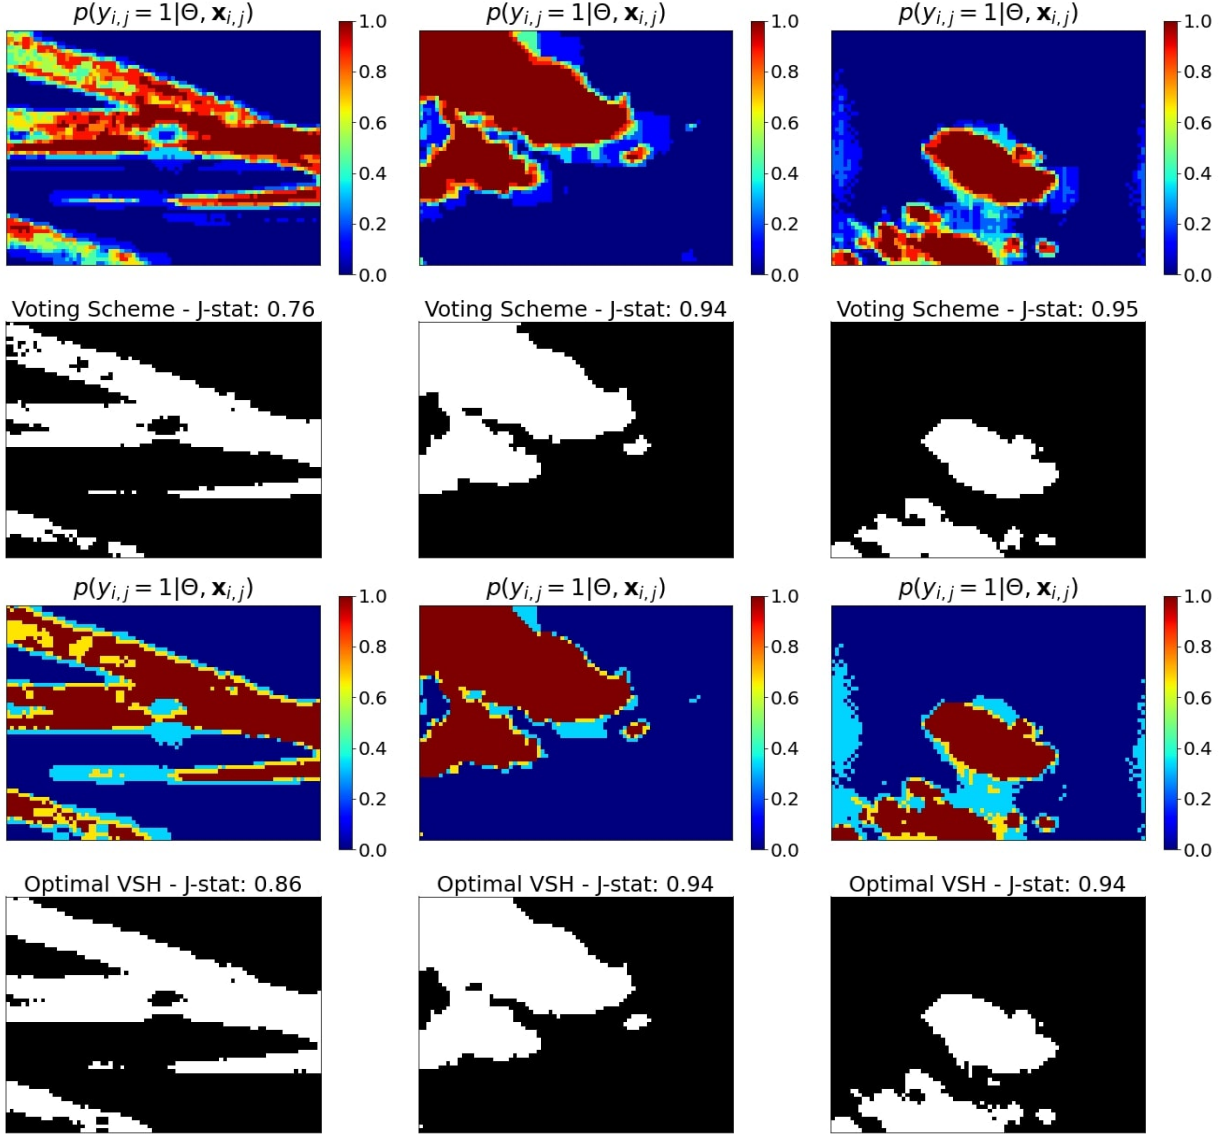 p(y_{i,j} = 1|Θ, x_{i,j}) p(y_{i,j} = 1|Θ, x_{i,j}) p(y_{i,j} = 1|Θ, x_{i,j})
1.0 1.0 1.0
0.8 0.8 0.8
0.6 0.6 0.6
0.4 0.4 0.4
0.2 0.2 0.2
0.0 0.0 0.0
Voting Scheme - J-stat: 0.76 Voting Scheme - J-stat: 0.94 Voting Scheme - J-stat: 0.95
p(y_{i,j} = 1|Θ, x_{i,j}) p(y_{i,j} = 1|Θ, x_{i,j}) p(y_{i,j} = 1|Θ, x_{i,j})
1.0 1.0 1.0
0.8 0.8 0.8
0.6 0.6 0.6
0.4 0.4 0.4
0.2 0.2 0.2
0.0 0.0 0.0
Optimal VSH - J-stat: 0.86 Optimal VSH - J-stat: 0.94 Optimal VSH - J-stat: 0.94